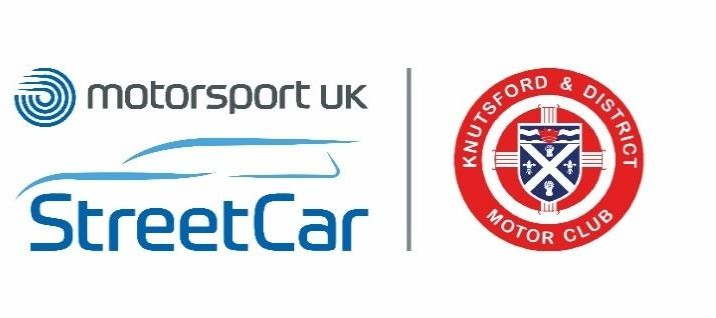 motorsport UK
StreetCar
KNUTSFORD & DISTRICT
MOTOR CLUB